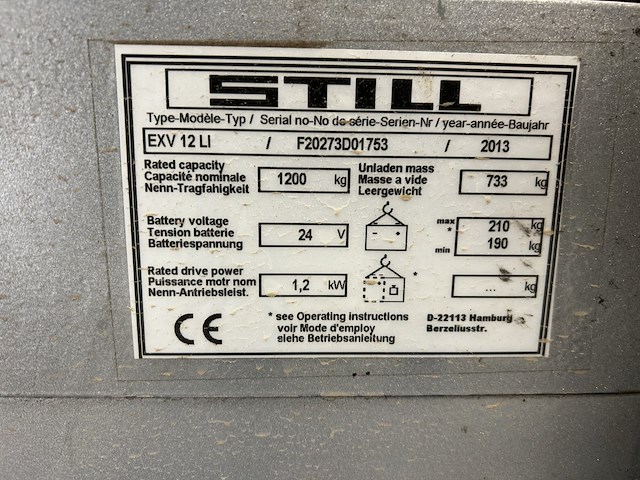 STILL
Type-Modèle-Typ / Serial no-No de série-Serien-Nr / year-année-Baujahr
EXV 12 LI / F20273D01753 / 2013
Rated capacity
Capacité nominale
Nenn-Tragfähigkeit
1200 kg
Unladen mass
Masse a vide
Leergewicht
733 kg
Battery voltage
Tension batterie
Batteriespannung
24 V
- +
max 210 kg
*
min 190 kg
Rated drive power
Puissance motr nom
Nenn-Antriebsleist.
1,2 kW
*
... kg
CE
* see Operating instructions
voir Mode d'employ
siehe Betriebsanleitung
D-22113 Hamburg
Berzeliusstr.